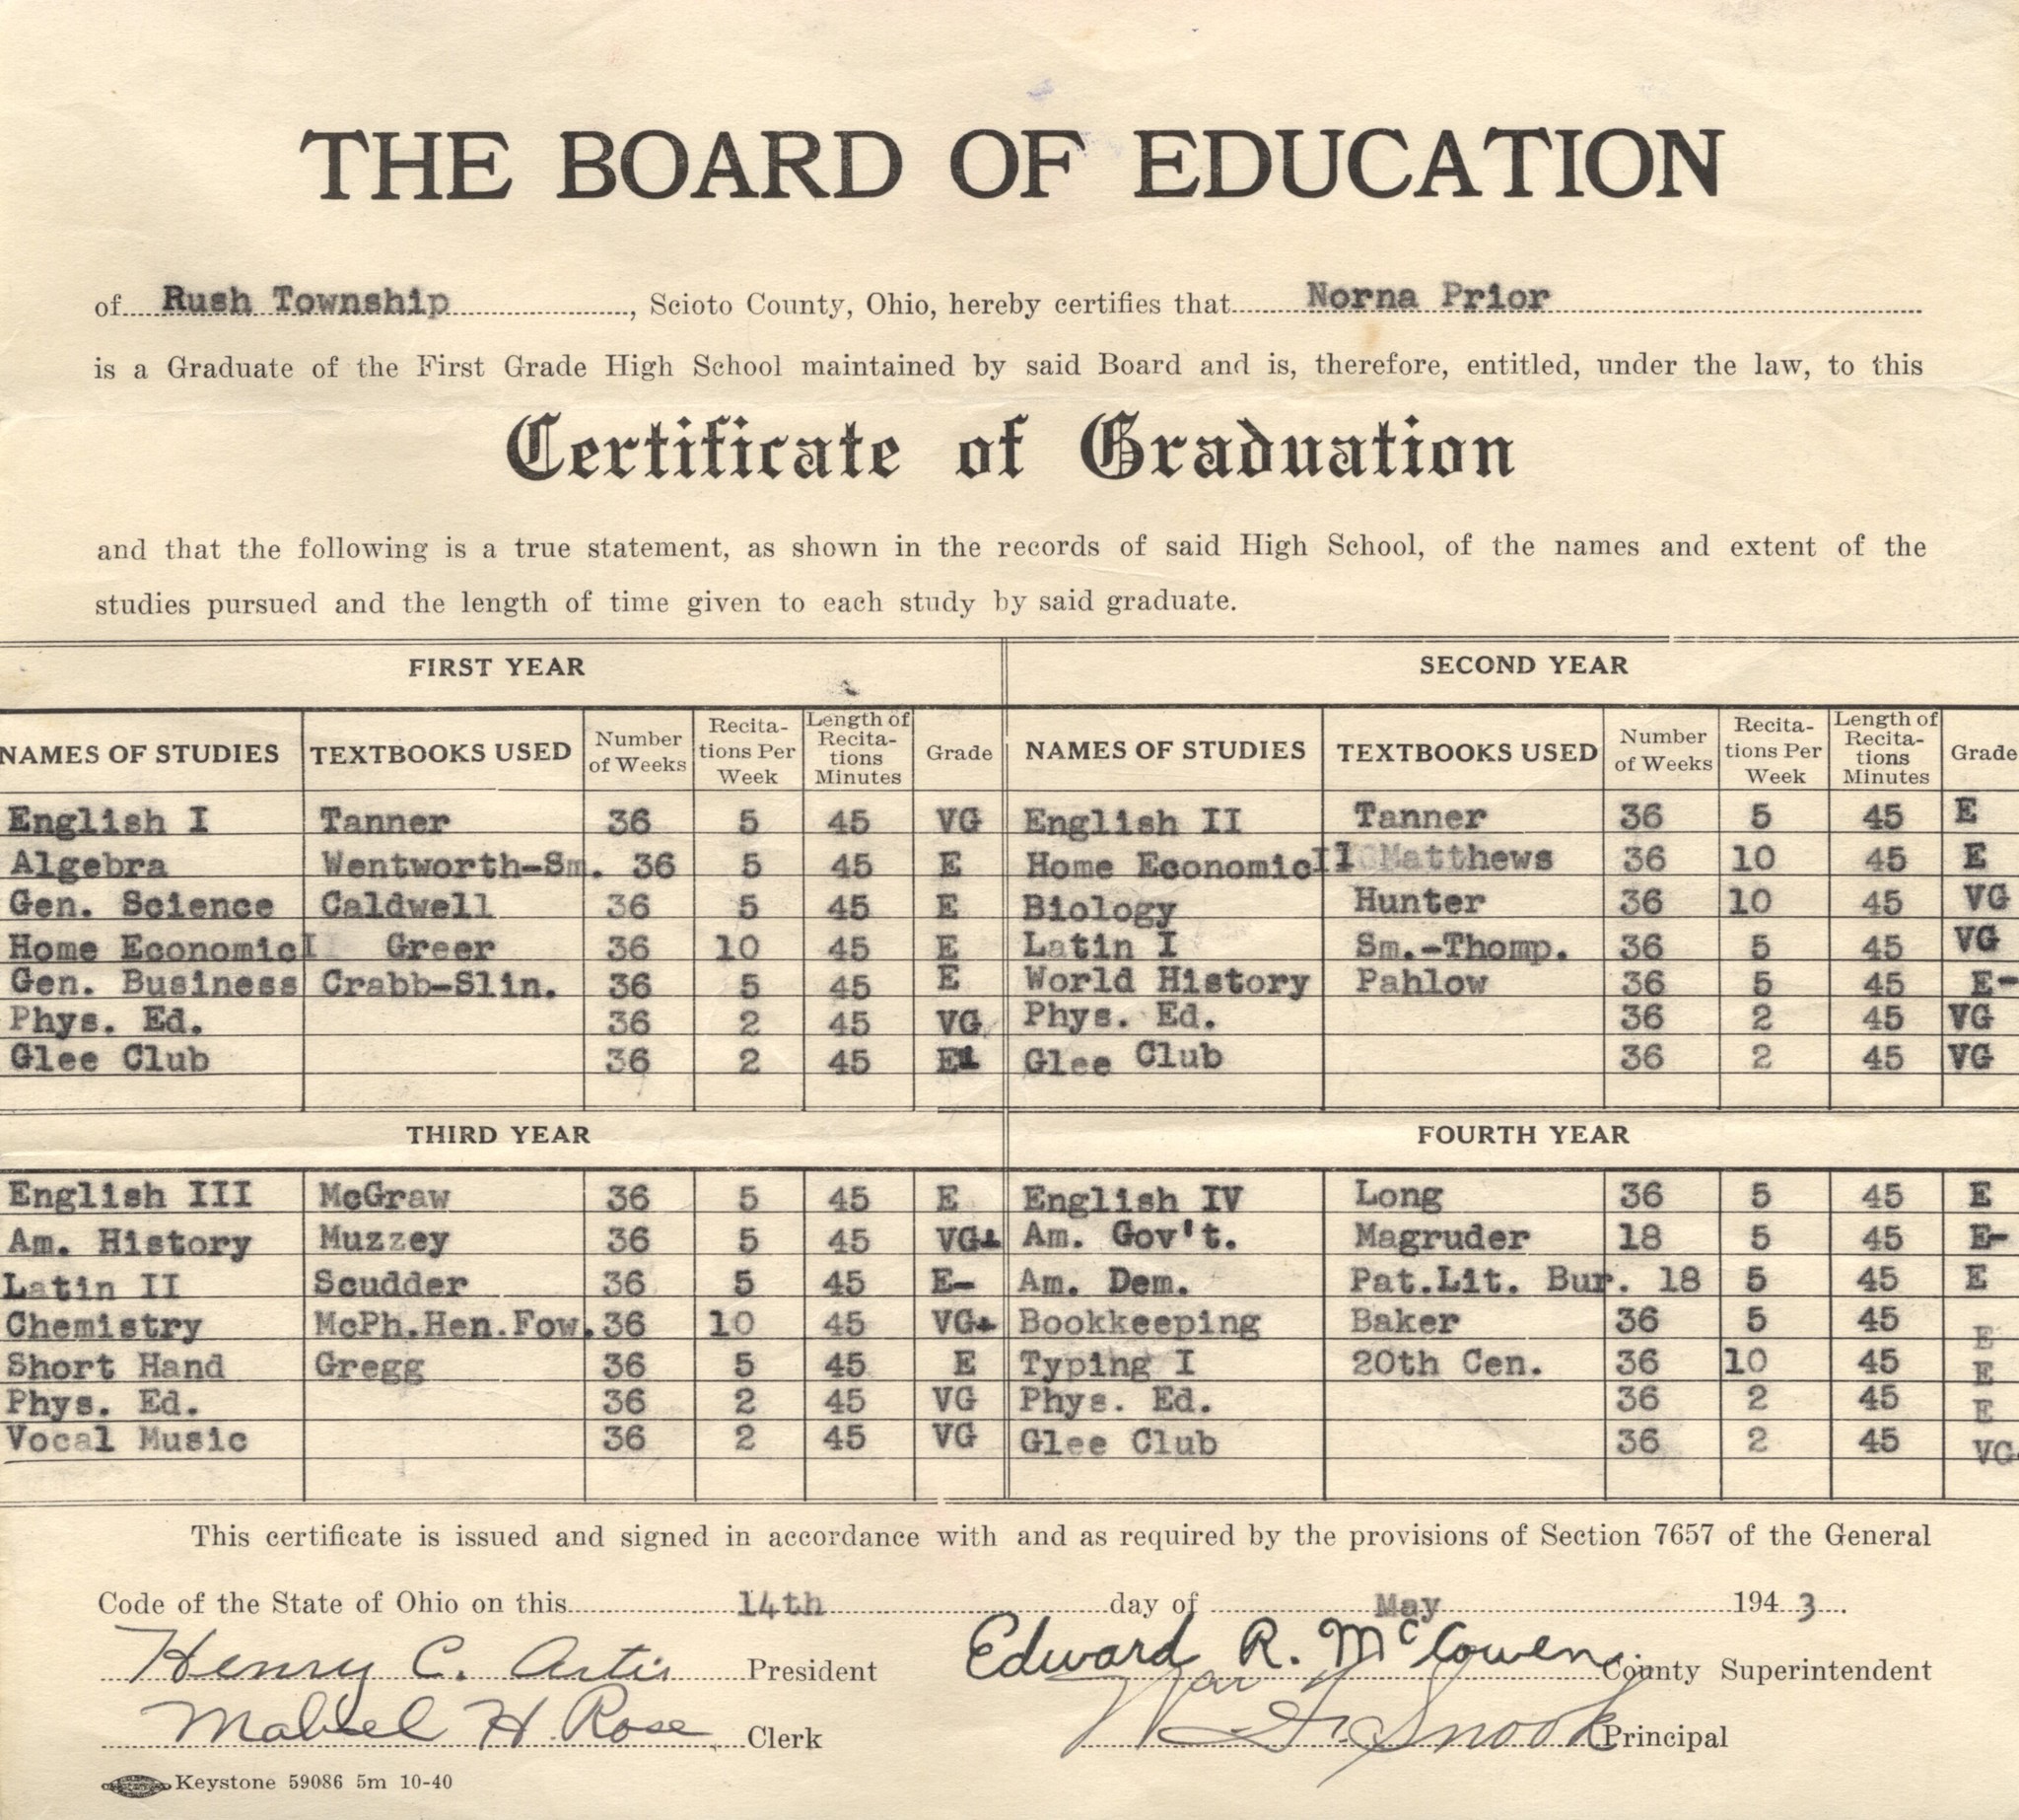 THE BOARD OF EDUCATION
of Rush Township, Scioto County, Ohio, hereby certifies that Norna Prior
is a Graduate of the First Grade High School maintained by said Board and is, therefore, entitled, under the law, to this
Certificate of Graduation
and that the following is a true statement, as shown in the records of said High School, of the names and extent of the
studies pursued and the length of time given to each study by said graduate.
FIRST YEAR
NAMES OF STUDIES TEXTBOOKS USED Number of Weeks Recita-tions Per Week Length of Recita-tions Minutes Grade
English I Tanner 36 5 45 VG
Algebra Wentworth-Sm. 36 5 45 E
Gen. Science Caldwell 36 5 45 E
Home EconomicI Greer 36 10 45 E
Gen. Business Crabb-Slin. 36 5 45 E
Phys. Ed. 36 2 45 VG
Glee Club 36 2 45 E
SECOND YEAR
NAMES OF STUDIES TEXTBOOKS USED Number of Weeks Recita-tions Per Week Length of Recita-tions Minutes Grade
English II Tanner 36 5 45 E
Home EconomicII Matthews 36 10 45 E
Biology Hunter 36 10 45 VG
Latin I Sm.-Thomp. 36 5 45 VG
World History Pahlow 36 5 45 E-
Phys. Ed. 36 2 45 VG
Glee Club 36 2 45 VG
THIRD YEAR
English III McGraw 36 5 45 E
Am. History Muzzey 36 5 45 VG+
Latin II Scudder 36 5 45 E-
Chemistry McPh.Hen.Fow. 36 10 45 VG+
Short Hand Gregg 36 5 45 E
Phys. Ed. 36 2 45 VG
Vocal Music 36 2 45 VG
FOURTH YEAR
English IV Long 36 5 45 E
Am. Gov't. Magruder 18 5 45 E-
Am. Dem. Pat.Lit. Bur. 18 5 45 E
Bookkeeping Baker 36 5 45 E
Typing I 20th Cen. 36 10 45 E
Phys. Ed. 36 2 45 E
Glee Club 36 2 45 VG
This certificate is issued and signed in accordance with and as required by the provisions of Section 7657 of the General
Code of the State of Ohio on this 14th day of May 1943.
Henry C. Artis President Edward R. McCowen County Superintendent
Mabel H. Rose Clerk Snook Principal
Keystone 59086 5m 10-40